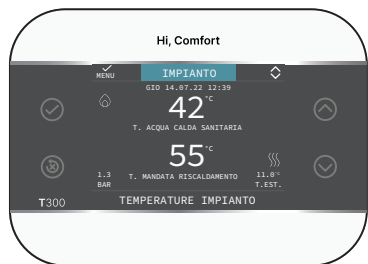 Hi, Comfort
MENU
IMPIANTO
GIO 14.07.22 12:39
42°C
T. ACQUA CALDA SANITARIA
55°C
1.3
BAR
T. MANDATA RISCALDAMENTO
11.0°C
T.EST.
T300
TEMPERATURE IMPIANTO